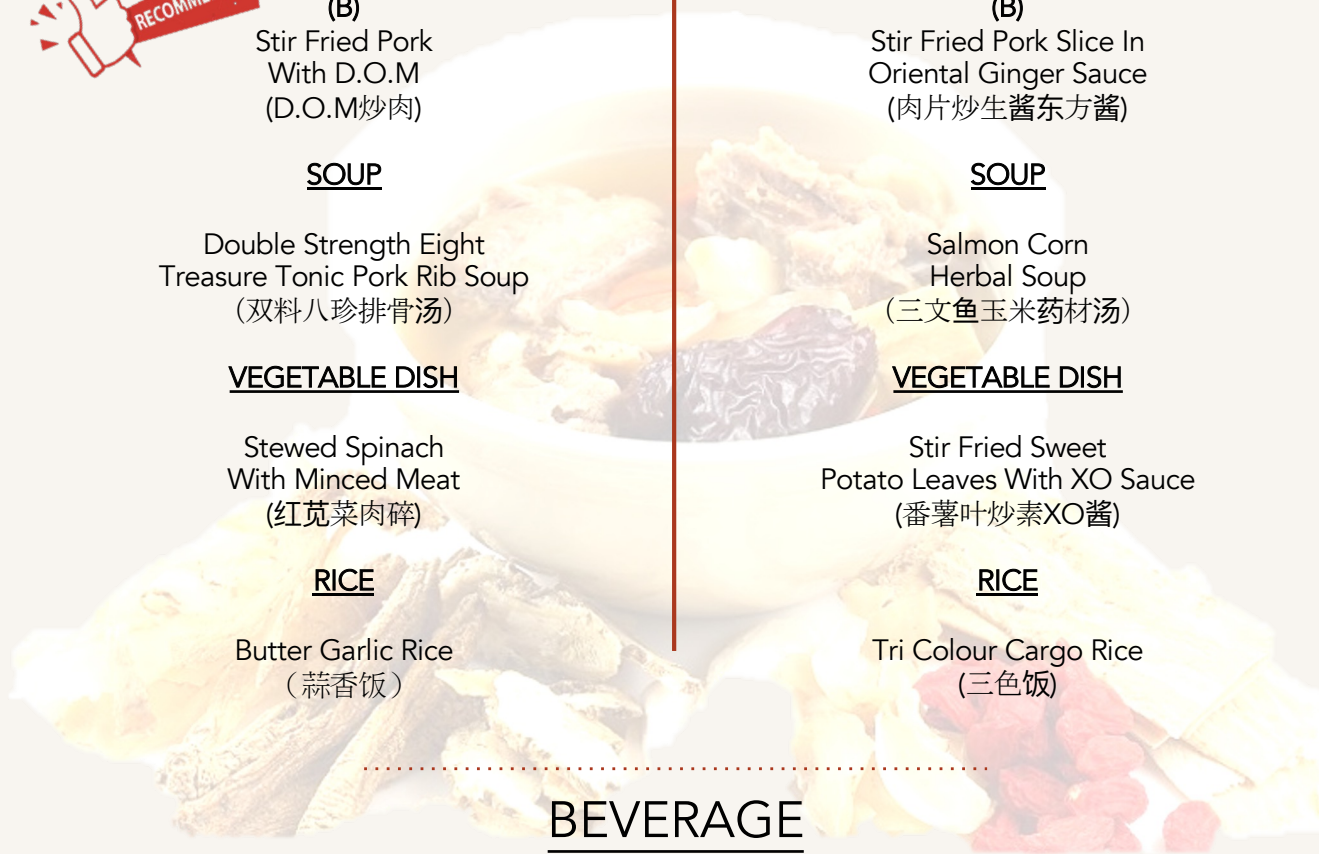 (B)
Stir Fried Pork
With D.O.M
(D.O.M炒肉)
SOUP
Double Strength Eight
Treasure Tonic Pork Rib Soup
（双料八珍排骨汤）
VEGETABLE DISH
Stewed Spinach
With Minced Meat
(红苋菜肉碎)
RICE
Butter Garlic Rice
（蒜香饭）
(B)
Stir Fried Pork Slice In
Oriental Ginger Sauce
(肉片炒生酱东方酱)
SOUP
Salmon Corn
Herbal Soup
（三文鱼玉米药材汤）
VEGETABLE DISH
Stir Fried Sweet
Potato Leaves With XO Sauce
(番薯叶炒素XO酱)
RICE
Tri Colour Cargo Rice
(三色饭)
BEVERAGE